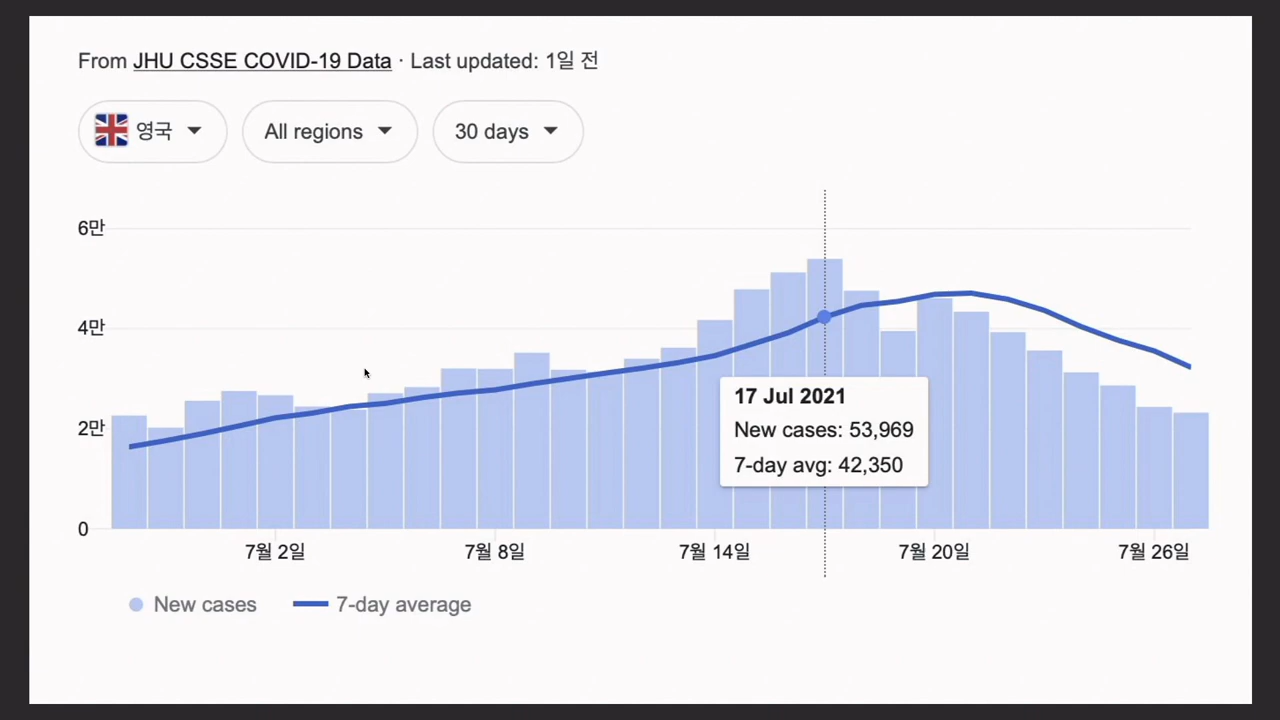 From JHU CSSE COVID-19 Data · Last updated: 1일 전
영국 All regions 30 days
6만
4만
2만
0
17 Jul 2021
New cases: 53,969
7-day avg: 42,350
7월 2일 7월 8일 7월 14일 7월 20일 7월 26일
New cases 7-day average